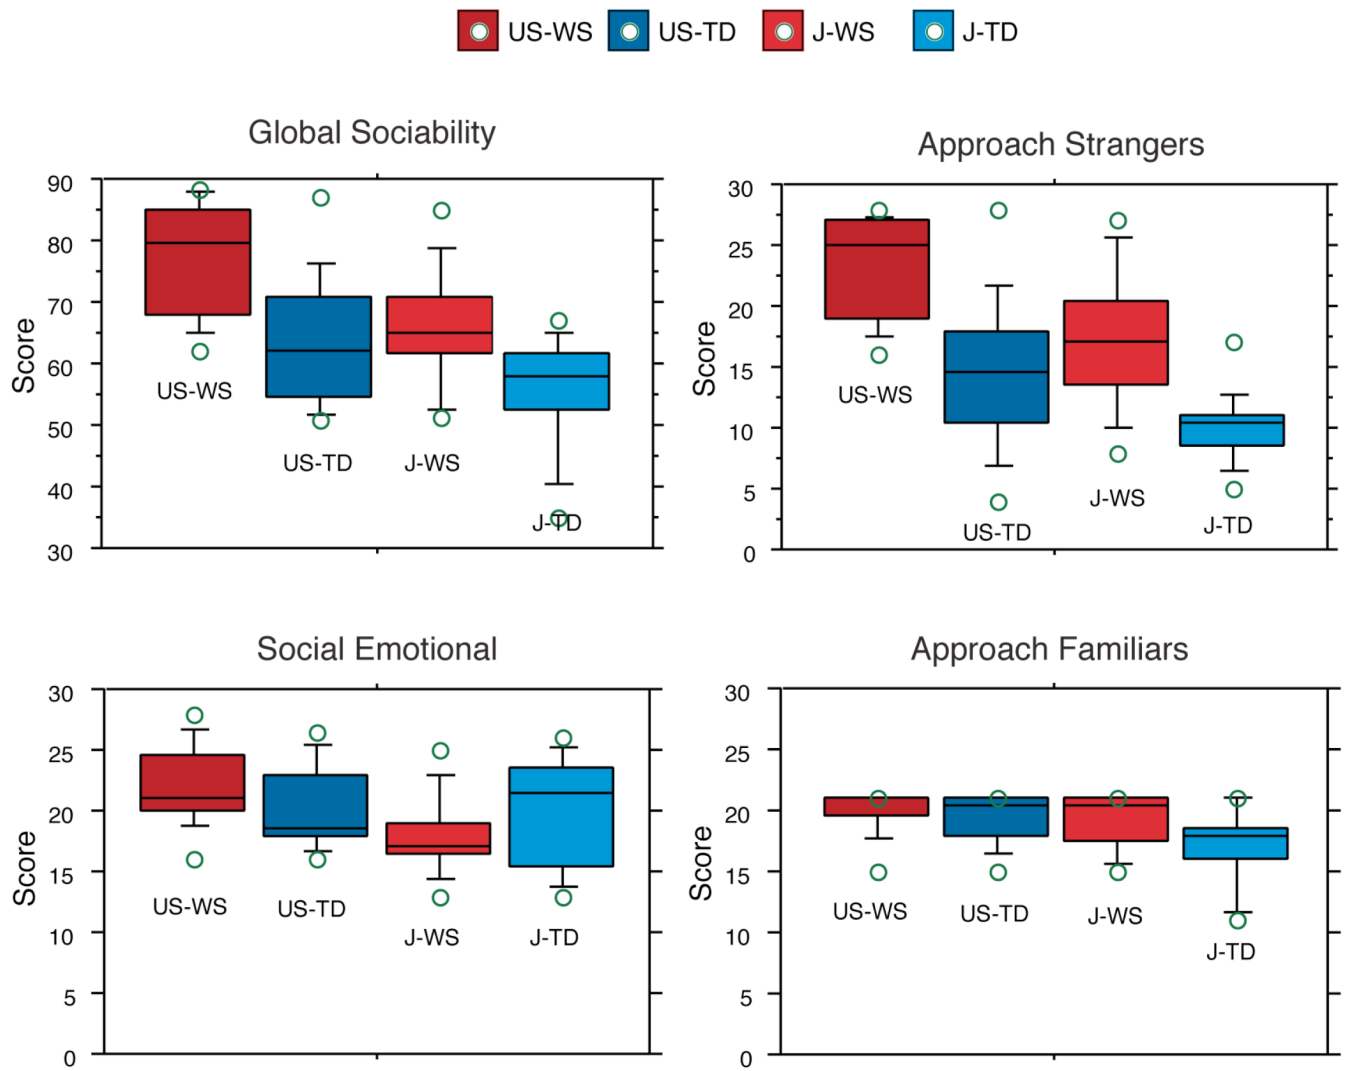 US-WS US-TD J-WS J-TD
Global Sociability
90
80
70
60
50
40
30
Score
US-WS
US-TD
J-WS
J-TD
Approach Strangers
30
25
20
15
10
5
0
Score
US-WS
US-TD
J-WS
J-TD
Social Emotional
30
25
20
15
10
5
0
Score
US-WS
US-TD
J-WS
J-TD
Approach Familiars
30
25
20
15
10
5
0
Score
US-WS
US-TD
J-WS
J-TD